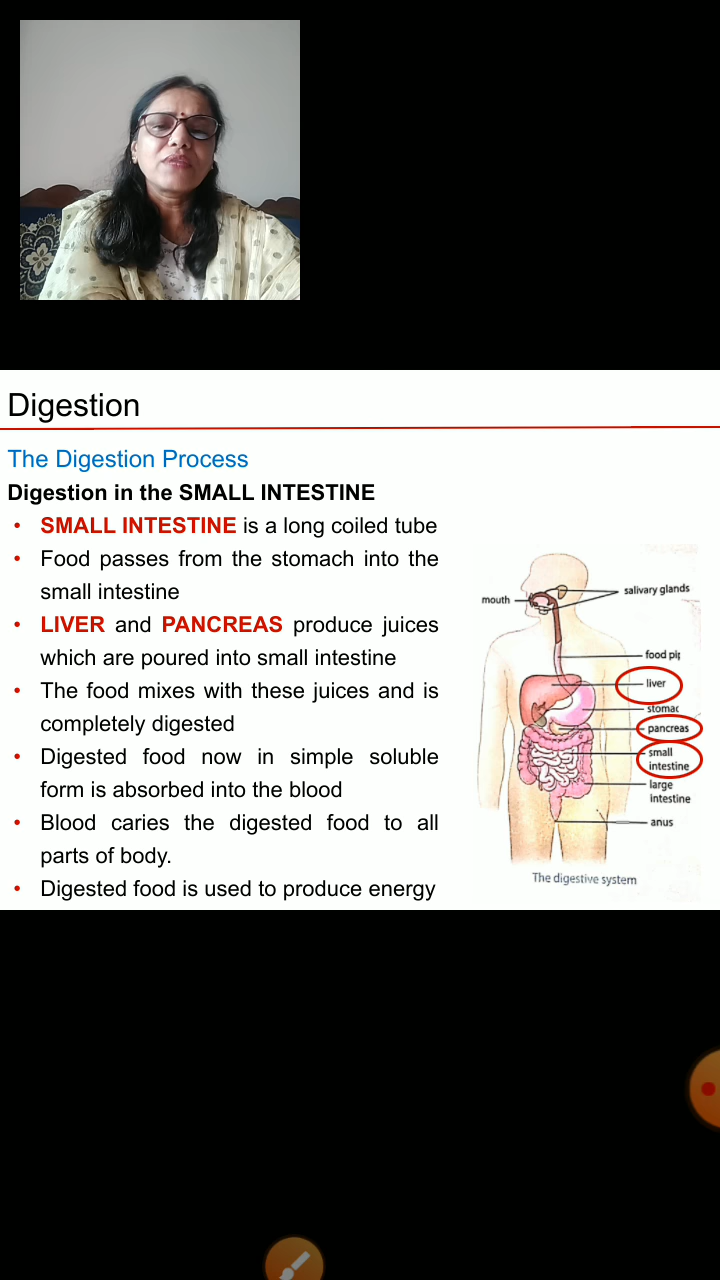 Digestion
The Digestion Process
Digestion in the SMALL INTESTINE
• SMALL INTESTINE is a long coiled tube
• Food passes from the stomach into the
small intestine
• LIVER and PANCREAS produce juices
which are poured into small intestine
• The food mixes with these juices and is
completely digested
• Digested food now in simple soluble
form is absorbed into the blood
• Blood caries the digested food to all
parts of body.
• Digested food is used to produce energy
mouth
salivary glands
food pip
liver
stomac
pancreas
small
intestine
large
intestine
anus
The digestive system